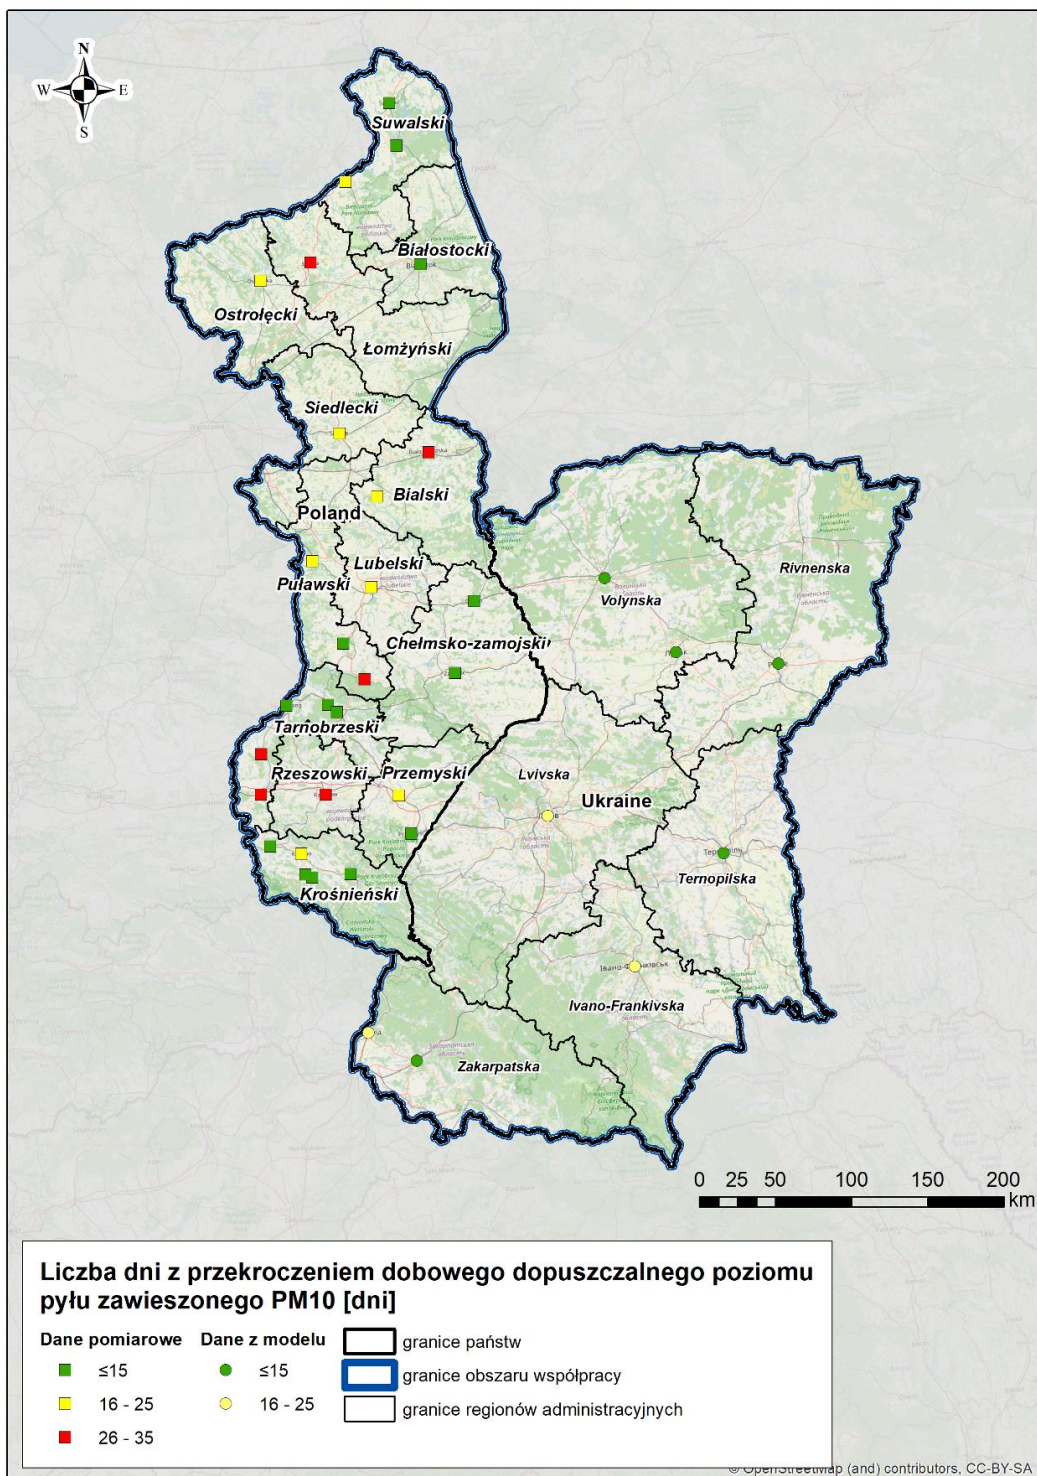 N
W
E
S
Suwalski
Białostocki
Ostrołęcki
Łomżyński
Siedlecki
Bialski
Poland
Lubelski
Puławski
Rivnenska
Volynska
Chełmsko-zamojski
Tarnobrzeski
Rzeszowski
Przemyski
Lvivska
Ukraine
Ternopilska
Krośnieński
Ivano-Frankivska
Zakarpatska
0 25 50 100 150 200
km
Liczba dni z przekroczeniem dobowego dopuszczalnego poziomu
pyłu zawieszonego PM10 [dni]
Dane pomiarowe Dane z modelu
≤15 ≤15
16 - 25 16 - 25
26 - 35
granice państw
granice obszaru współpracy
granice regionów administracyjnych
© OpenStreetMap (and) contributors, CC-BY-SA